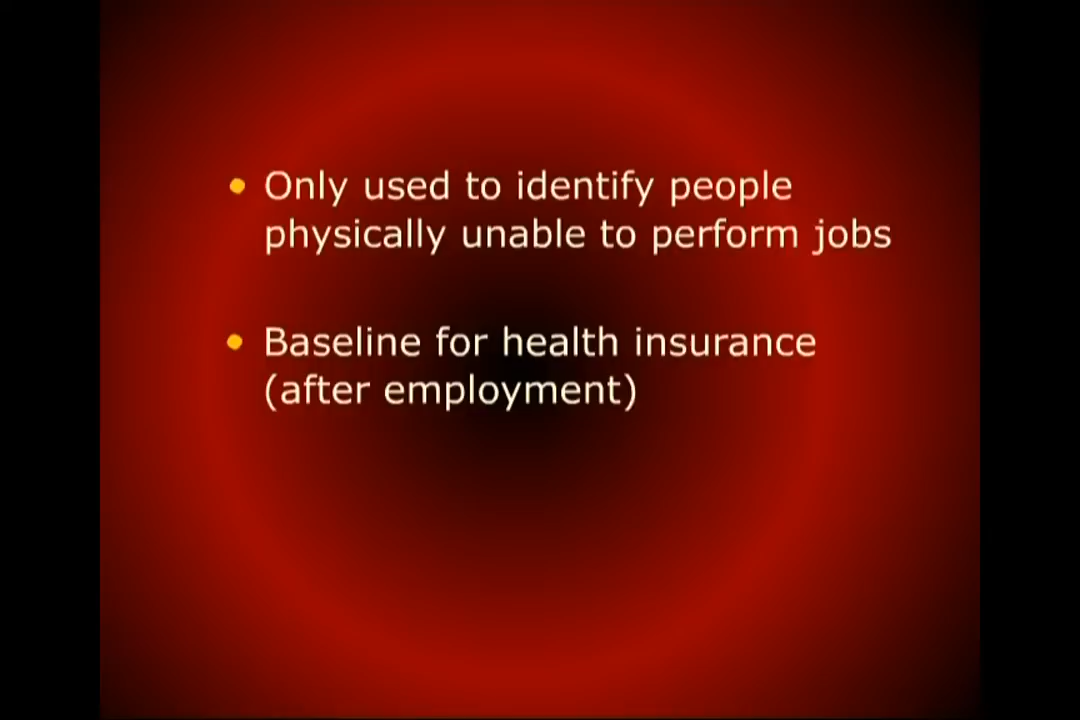 • Only used to identify people
physically unable to perform jobs
• Baseline for health insurance
(after employment)